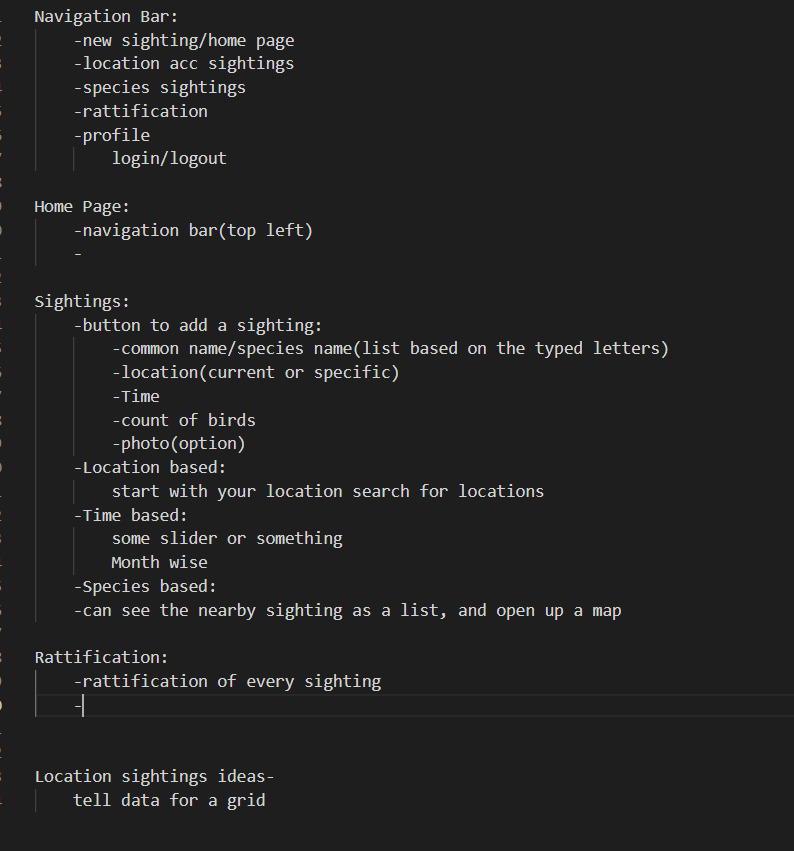 Navigation Bar:
-new sighting/home page
-location acc sightings
-species sightings
-rattification
-profile
login/logout
Home Page:
-navigation bar(top left)
-
Sightings:
-button to add a sighting:
-common name/species name(list based on the typed letters)
-location(current or specific)
-Time
-count of birds
-photo(option)
-Location based:
start with your location search for locations
-Time based:
some slider or something
Month wise
-Species based:
-can see the nearby sighting as a list, and open up a map
Rattification:
-rattification of every sighting
-
Location sightings ideas-
tell data for a grid